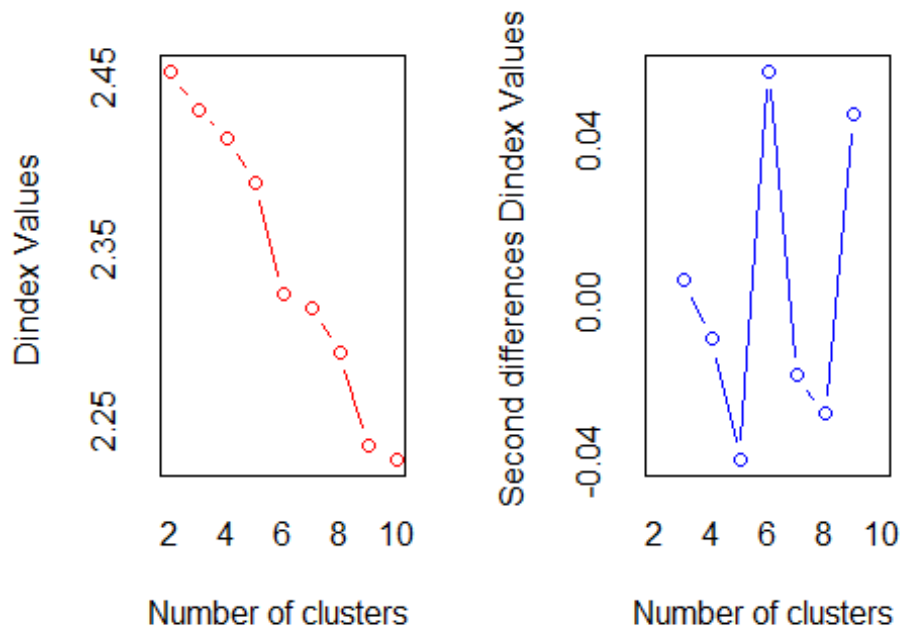 Dindex Values
2.45
2.35
2.25
2 4 6 8 10
Number of clusters
Second differences Dindex Values
0.04
0.00
-0.04
2 4 6 8 10
Number of clusters